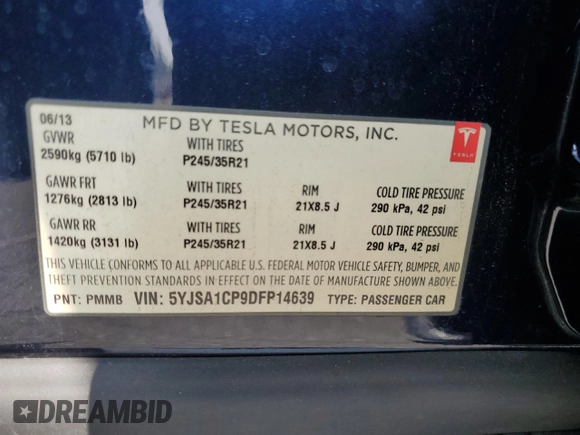 06/13 MFD BY TESLA MOTORS, INC.
GVWR WITH TIRES
2590kg (5710 lb) P245/35R21
TESLA
GAWR FRT WITH TIRES RIM COLD TIRE PRESSURE
1276kg (2813 lb) P245/35R21 21X8.5 J 290 kPa, 42 psi
GAWR RR WITH TIRES RIM COLD TIRE PRESSURE
1420kg (3131 lb) P245/35R21 21X8.5 J 290 kPa, 42 psi
THIS VEHICLE CONFORMS TO ALL APPLICABLE U.S. FEDERAL MOTOR VEHICLE SAFETY, BUMPER, AND
THEFT PREVENTION STANDARDS IN EFFECT ON THE DATE OF MANUFACTURE SHOWN ABOVE.
PNT: PMMB VIN: 5YJSA1CP9DFP14639 TYPE: PASSENGER CAR
DREAMBID